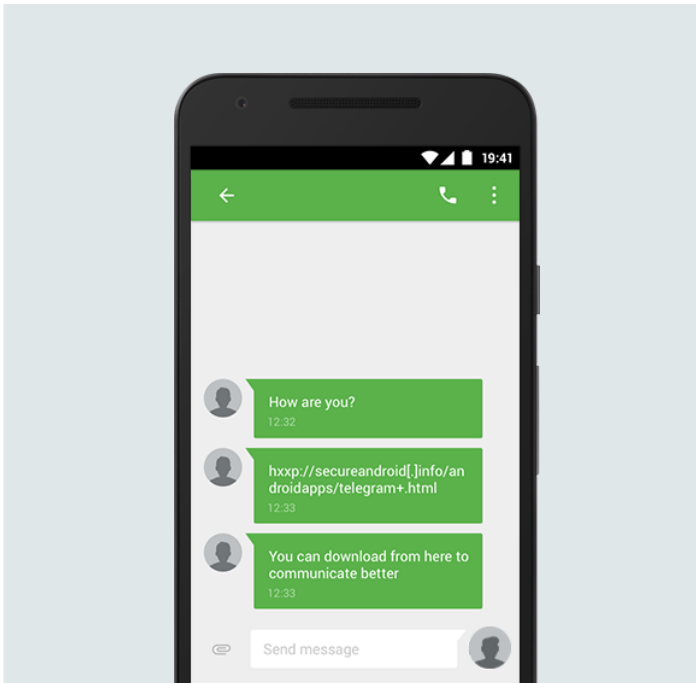 19:41
How are you?
12:32
hxxp://secureandroid[.]info/an
droidapps/telegram+.html
12:33
You can download from here to
communicate better
12:33
Send message